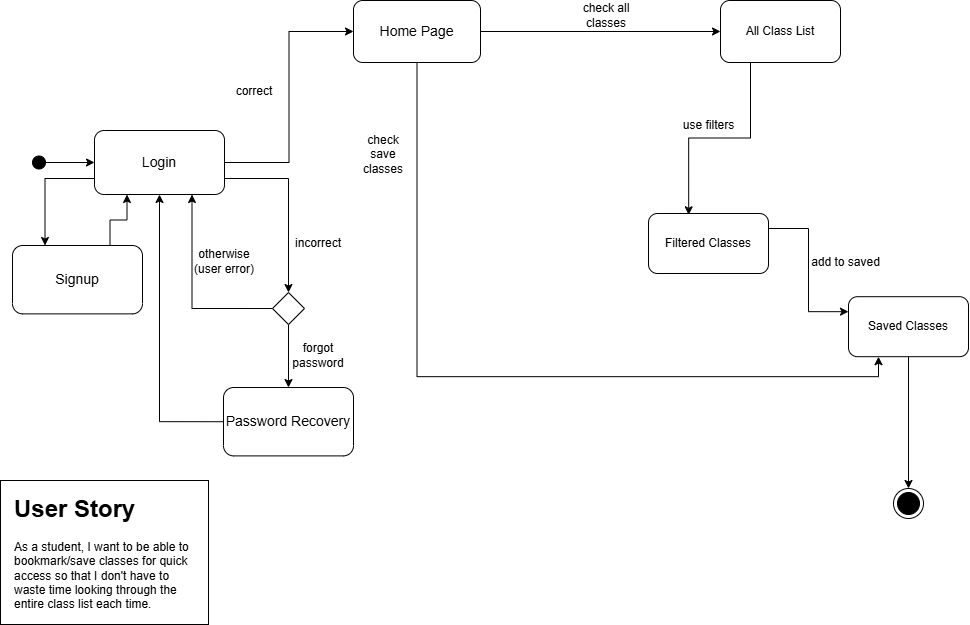 Home Page
check all
classes
All Class List
correct
use filters
check
save
classes
Login
Filtered Classes
incorrect
otherwise
(user error)
add to saved
Signup
Saved Classes
forgot
password
Password Recovery
User Story
As a student, I want to be able to
bookmark/save classes for quick
access so that I don't have to
waste time looking through the
entire class list each time.